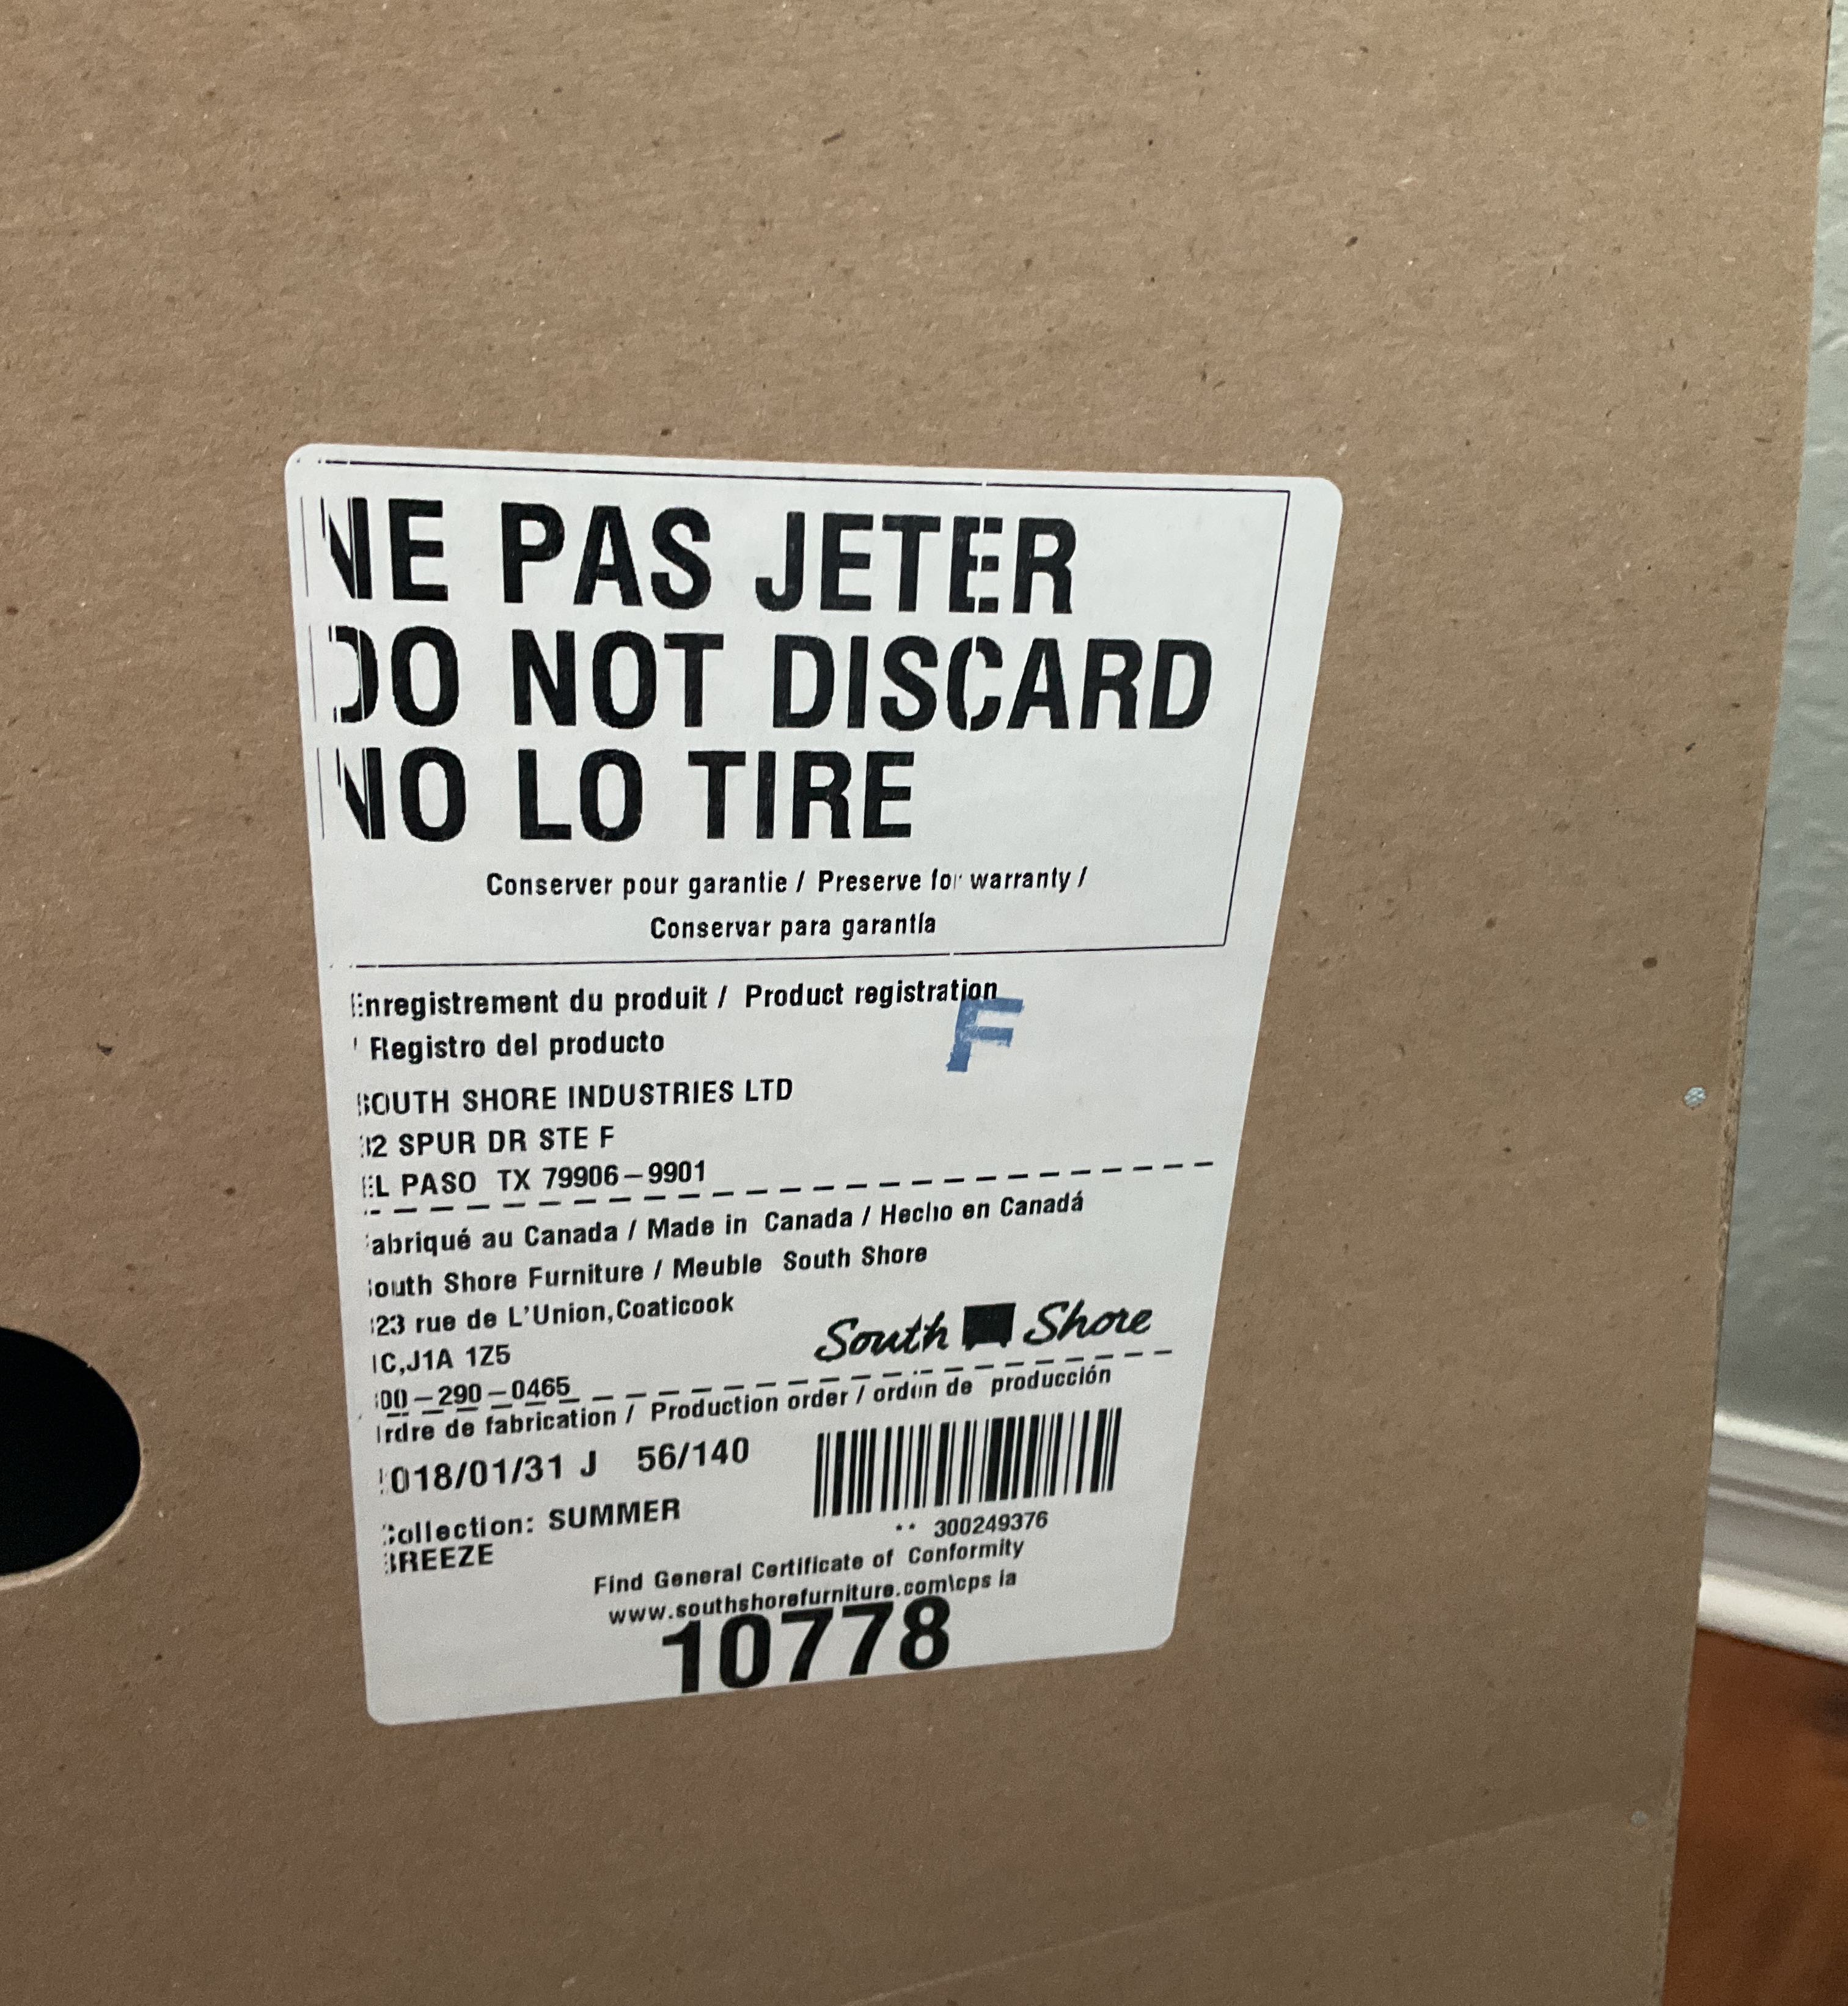 NE PAS JETER
DO NOT DISCARD
NO LO TIRE
Conserver pour garantie / Preserve for warranty /
Conservar para garantía
Enregistrement du produit / Product registration
/ Registro del producto
F
SOUTH SHORE INDUSTRIES LTD
SPUR DR STE F
EL PASO TX 79906-9901
Fabriqué au Canada / Made in Canada / Hecho en Canadá
South Shore Furniture / Meuble South Shore
rue de L'Union,Coaticook
J1A 1Z5
South Shore
-290-0465
Ordre de fabrication / Production order / orden de producción
2018/01/31 J 56/140
** 300249376
Collection: SUMMER
BREEZE
Find General Certificate of Conformity
www.southshorefurniture.com\cps ia
10778